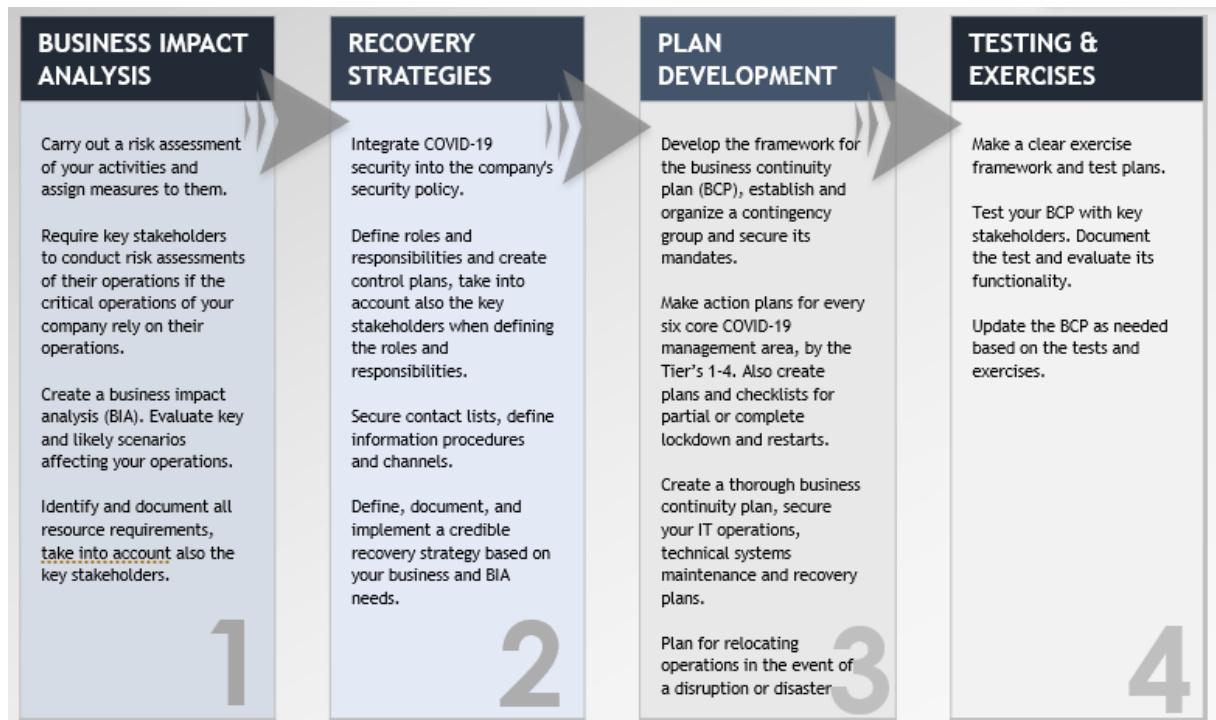 BUSINESS IMPACT
ANALYSIS
Carry out a risk assessment
of your activities and
assign measures to them.
Require key stakeholders
to conduct risk assessments
of their operations if the
critical operations of your
company rely on their
operations.
Create a business impact
analysis (BIA). Evaluate key
and likely scenarios
affecting your operations.
Identify and document all
resource requirements,
take into account also the
key stakeholders.
1
RECOVERY
STRATEGIES
Integrate COVID-19
security into the company's
security policy.
Define roles and
responsibilities and create
control plans, take into
account also the key
stakeholders when defining
the roles and
responsibilities.
Secure contact lists, define
information procedures
and channels.
Define, document, and
implement a credible
recovery strategy based on
your business and BIA
needs.
2
PLAN
DEVELOPMENT
Develop the framework for
the business continuity
plan (BCP), establish and
organize a contingency
group and secure its
mandates.
Make action plans for every
six core COVID-19
management area, by the
Tier's 1-4. Also create
plans and checklists for
partial or complete
lockdown and restarts.
Create a thorough business
continuity plan, secure
your IT operations,
technical systems
maintenance and recovery
plans.
Plan for relocating
operations in the event of
a disruption or disaster
3
TESTING &
EXERCISES
Make a clear exercise
framework and test plans.
Test your BCP with key
stakeholders. Document
the test and evaluate its
functionality.
Update the BCP as needed
based on the tests and
exercises.
4